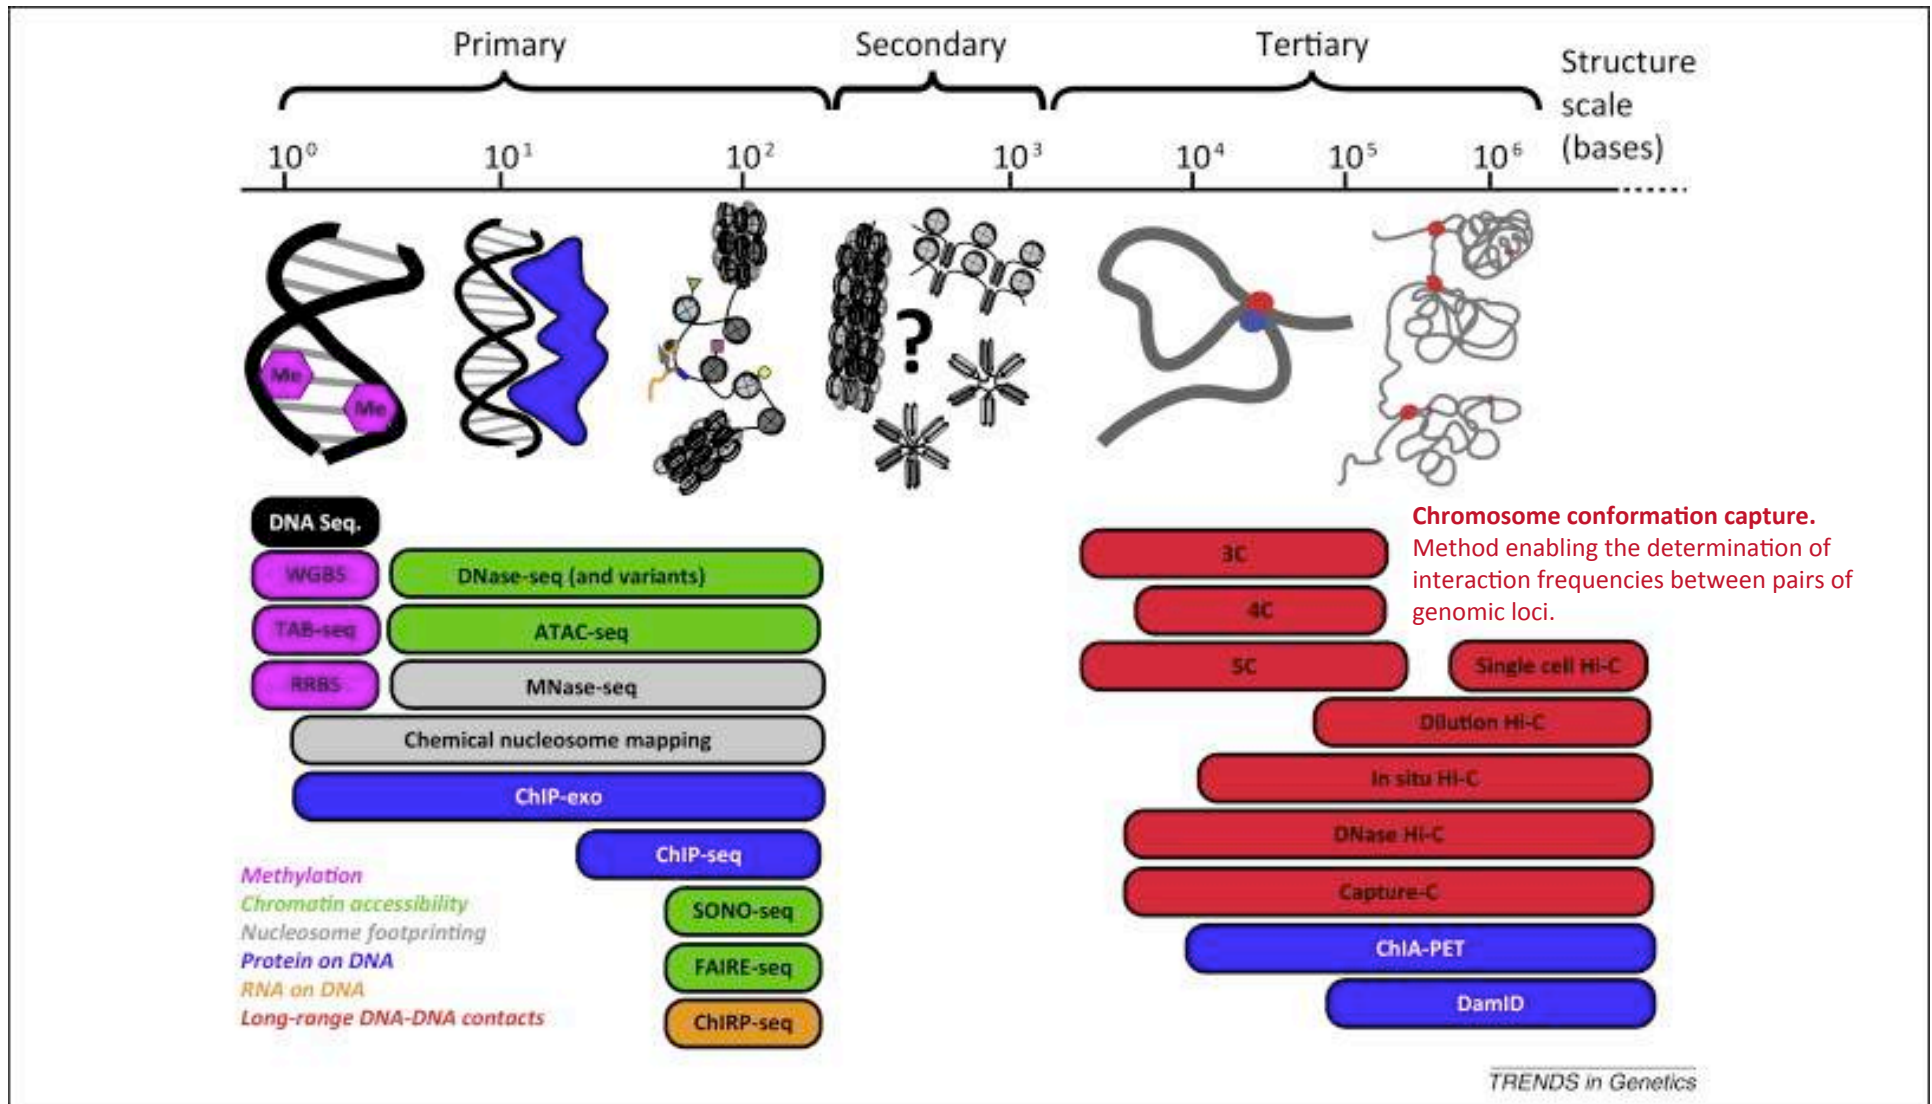 Primary
Secondary
Tertiary
Structure
scale
(bases)
10⁰
10¹
10²
10³
10⁴
10⁵
10⁶
Me
Me
?
DNA Seq.
WGBS
TAB-seq
RRBS
DNase-seq (and variants)
ATAC-seq
MNase-seq
Chemical nucleosome mapping
ChIP-exo
ChIP-seq
SONO-seq
FAIRE-seq
ChIRP-seq
Methylation
Chromatin accessibility
Nucleosome footprinting
Protein on DNA
RNA on DNA
Long-range DNA-DNA contacts
3C
4C
5C
Single cell Hi-C
Dilution Hi-C
In situ Hi-C
DNase Hi-C
Capture-C
ChIA-PET
DamID
Chromosome conformation capture.
Method enabling the determination of
interaction frequencies between pairs of
genomic loci.
TRENDS in Genetics